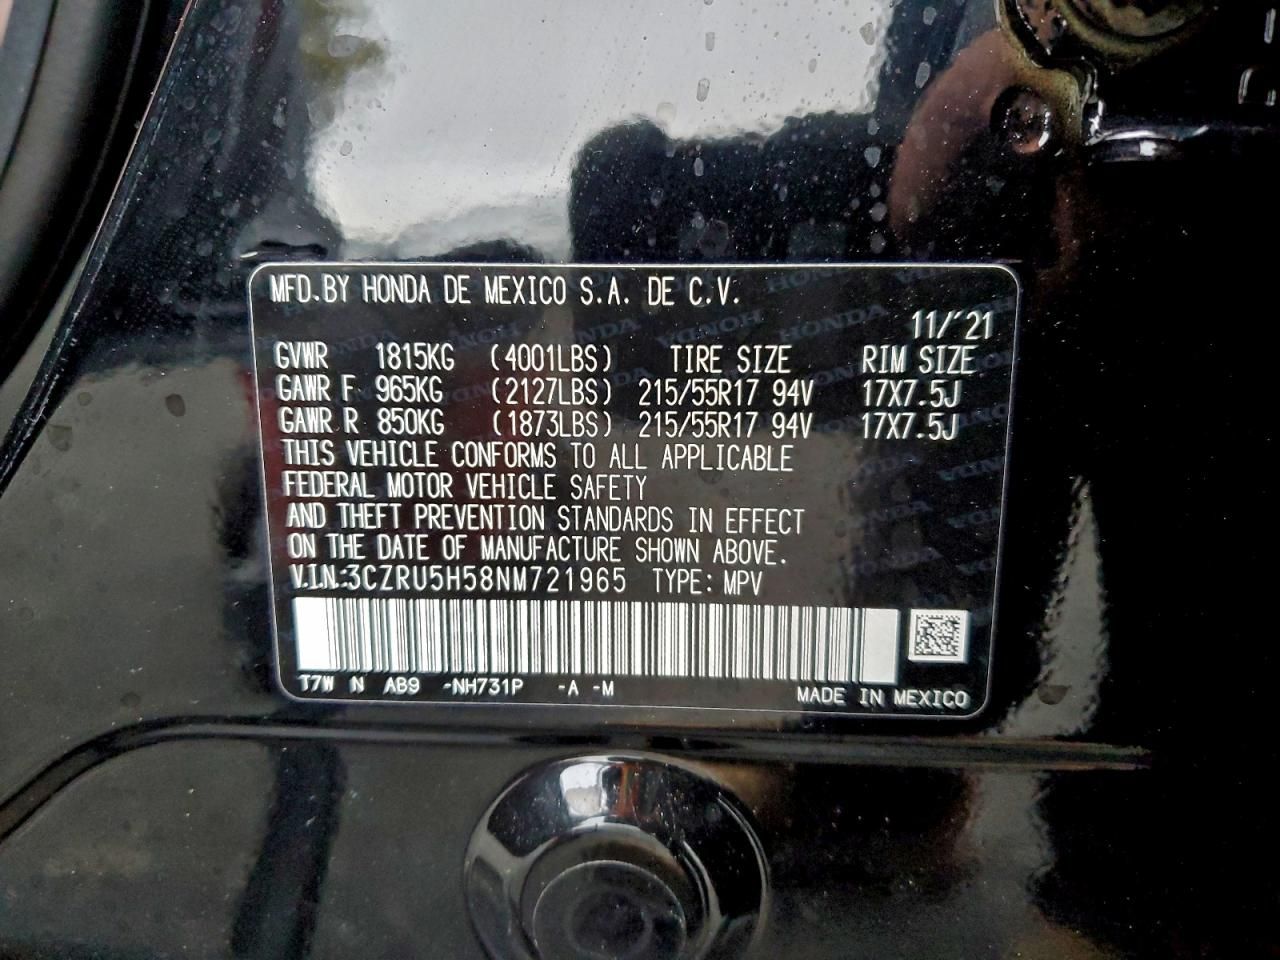 MFD.BY HONDA DE MEXICO S.A. DE C.V.
11/'21
GVWR 1815KG (4001LBS) TIRE SIZE RIM SIZE
GAWR F 965KG (2127LBS) 215/55R17 94V 17X7.5J
GAWR R 850KG (1873LBS) 215/55R17 94V 17X7.5J
THIS VEHICLE CONFORMS TO ALL APPLICABLE
FEDERAL MOTOR VEHICLE SAFETY
AND THEFT PREVENTION STANDARDS IN EFFECT
ON THE DATE OF MANUFACTURE SHOWN ABOVE.
V.I.N.:3CZRU5H58NM721965 TYPE: MPV
T7W N AB9 -NH731P -A -M MADE IN MEXICO